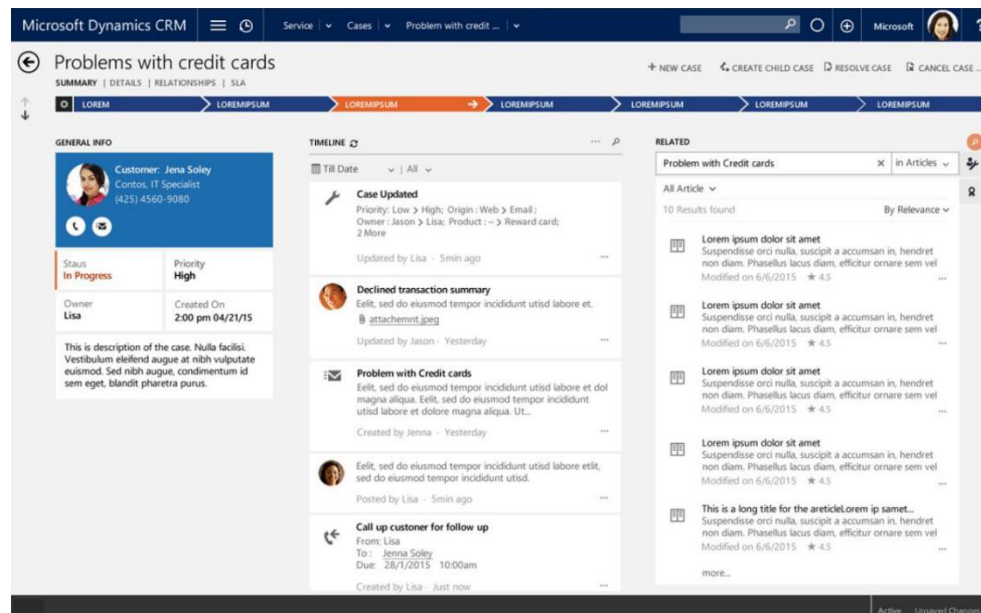 Microsoft Dynamics CRM
Service
Cases
Problem with credit ...
Microsoft
?
Problems with credit cards
SUMMARY | DETAILS | RELATIONSHIPS | SLA
+ NEW CASE
CREATE CHILD CASE
RESOLVE CASE
CANCEL CASE ...
LOREM
LOREMIPSUM
LOREMIPSUM
LOREMIPSUM
LOREMIPSUM
LOREMIPSUM
LOREMIPSUM
GENERAL INFO
Customer: Jena Soley
Contos, IT Specialist
(425) 4560-9080
Staus
In Progress
Priority
High
Owner
Lisa
Created On
2:00 pm 04/21/15
This is description of the case. Nulla facilisi.
Vestibulum eleifend augue at nibh vulputate
euismod. Sed nibh augue, condimentum id
sem eget, blandit pharetra purus.
TIMELINE
...
Till Date
| All
Case Updated
Priority: Low > High; Origin : Web > Email ;
Owner : Jason > Lisa; Product : -- > Reward card;
2 More
Updated by Lisa - 5min ago
...
Declined transaction summary
Eelit, sed do eiusmod tempor incididunt utisd labore et.
attachemnt.jpeg
Updated by Jason - Yesterday
...
Problem with Credit cards
Eelit, sed do eiusmod tempor incididunt utisd labore et dol
magna aliqua. Eelit, sed do eiusmod tempor incididunt
utisd labore et dolore magna aliqua. Ut...
Created by Jenna - Yesterday
...
Eelit, sed do eiusmod tempor incididunt utisd labore etlit,
sed do eiusmod tempor incididunt utisd.
Posted by Lisa - 5min ago
...
Call up custoner for follow up
From: Lisa
To : Jenna Soley
Due: 28/1/2015 10:00am
Created by Lisa - Just now
...
RELATED
Problem with Credit cards
in Articles
All Article
10 Results found
By Relevance
Lorem ipsum dolor sit amet
Suspendisse orci nulla, suscipit a accumsan in, hendret
non diam. Phasellus lacus diam, efficitur ornare sem vel
Modified on 6/6/2015 ★ 4.5
...
Lorem ipsum dolor sit amet
Suspendisse orci nulla, suscipit a accumsan in, hendret
non diam. Phasellus lacus diam, efficitur ornare sem vel
Modified on 6/6/2015 ★ 4.5
...
Lorem ipsum dolor sit amet
Suspendisse orci nulla, suscipit a accumsan in, hendret
non diam. Phasellus lacus diam, efficitur ornare sem vel
Modified on 6/6/2015 ★ 4.5
...
Lorem ipsum dolor sit amet
Suspendisse orci nulla, suscipit a accumsan in, hendret
non diam. Phasellus lacus diam, efficitur ornare sem vel
Modified on 6/6/2015 ★ 4.5
...
This is a long title for the areticleLorem ip samet...
Suspendisse orci nulla, suscipit a accumsan in, hendret
non diam. Phasellus lacus diam, efficitur ornare sem vel
Modified on 6/6/2015 ★ 4.5
...
more...
Active
Unsaved Changes